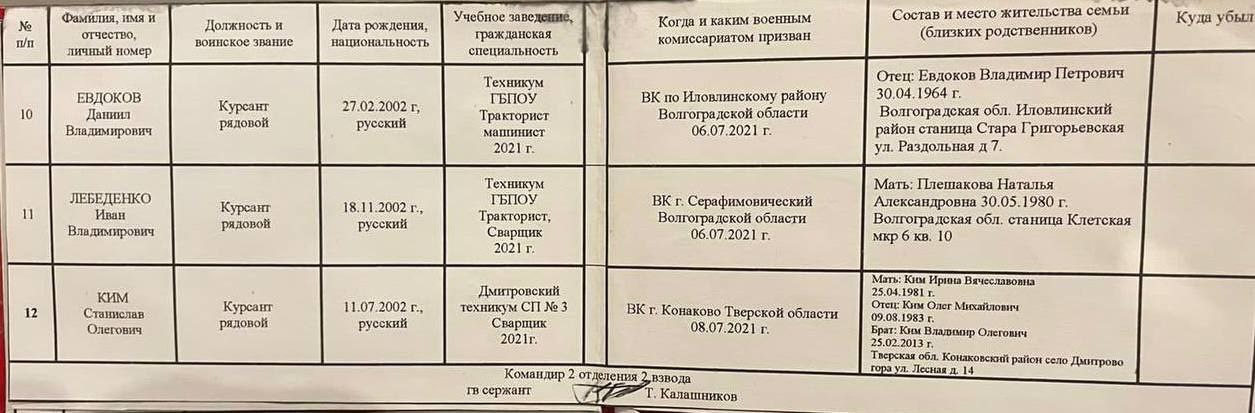 №
п/п
Фамилия, имя и
отчество,
личный номер
Должность и
воинское звание
Дата рождения,
национальность
Учебное заведение,
гражданская
специальность
Когда и каким военным
комиссариатом призван
Состав и место жительства семьи
(близких родственников)
Куда убыл
10
ЕВДОКОВ
Даниил
Владимирович
Курсант
рядовой
27.02.2002 г,
русский
Техникум
ГБПОУ
Тракторист
машинист
2021 г.
ВК по Иловлинскому району
Волгоградской области
06.07.2021 г.
Отец: Евдоков Владимир Петрович
30.04.1964 г.
Волгоградская обл. Иловлинский
район станица Стара Григорьевская
ул. Раздольная д 7.
11
ЛЕБЕДЕНКО
Иван
Владимирович
Курсант
рядовой
18.11.2002 г.,
русский
Техникум
ГБПОУ
Тракторист,
Сварщик
2021 г.
ВК г. Серафимовический
Волгоградской области
06.07.2021 г.
Мать: Плешакова Наталья
Александровна 30.05.1980 г.
Волгоградская обл. станица Клетская
мкр 6 кв. 10
12
КИМ
Станислав
Олегович
Курсант
рядовой
11.07.2002 г.,
русский
Дмитровский
техникум СП № 3
Сварщик
2021г.
ВК г. Конаково Тверской области
08.07.2021 г.
Мать: Ким Ирина Вячеславовна
25.04.1981 г.
Отец: Ким Олег Михайлович
09.08.1983 г.
Брат: Ким Владимир Олегович
25.02.2013 г.
Тверская обл. Конаковский район село Дмитрово
гора ул. Лесная д. 14
Командир 2 отделения 2 взвода
гв сержант Т. Калашников